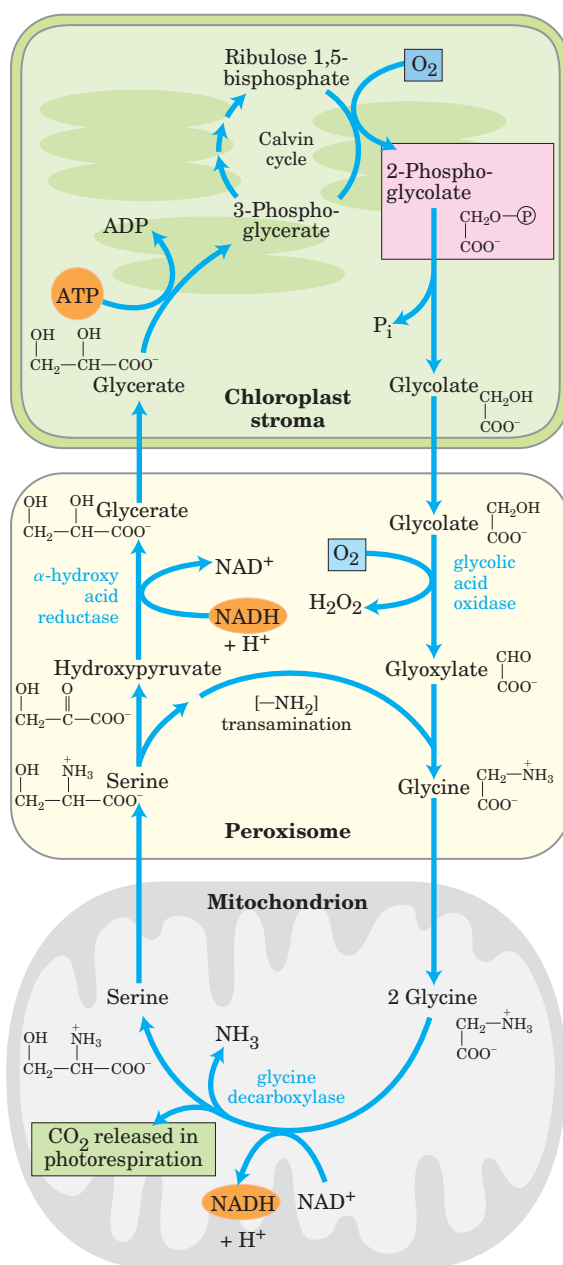 Ribulose 1,5-
bisphosphate
O₂
Calvin
cycle
2-Phospho-
glycolate
CH₂O—Ⓟ
COO⁻
3-Phospho-
glycerate
ADP
ATP
Pᵢ
OH OH
CH₂—CH—COO⁻
Glycerate
Glycolate
CH₂OH
COO⁻
Chloroplast
stroma
OH OH
CH₂—CH—COO⁻
Glycerate
Glycolate
CH₂OH
COO⁻
α-hydroxy
acid
reductase
NAD⁺
NADH
+ H⁺
O₂
H₂O₂
glycolic
acid
oxidase
Hydroxypyruvate
OH O
CH₂—C—COO⁻
Glyoxylate
CHO
COO⁻
[—NH₂]
transamination
OH +NH₃
CH₂—CH—COO⁻
Serine
Glycine
CH₂—+NH₃
COO⁻
Peroxisome
Mitochondrion
Serine
OH +NH₃
CH₂—CH—COO⁻
2 Glycine
CH₂—+NH₃
COO⁻
NH₃
glycine
decarboxylase
CO₂ released in
photorespiration
NADH
+ H⁺
NAD⁺